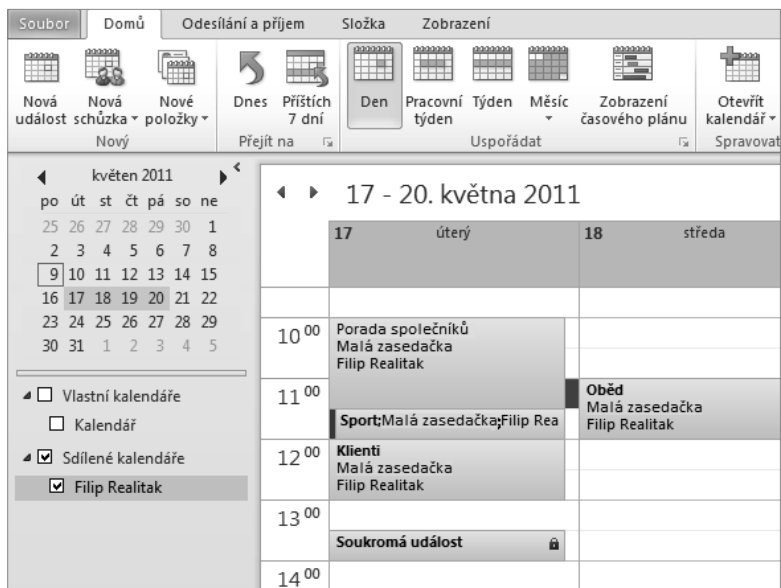 Soubor Domů Odesílání a příjem Složka Zobrazení
Nová událost
Nová schůzka
Nové položky
Nový
Dnes
Příštích 7 dní
Přejít na
Den
Pracovní týden
Týden
Měsíc
Zobrazení časového plánu
Uspořádat
Otevřít kalendář
Spravovat
květen 2011
po út st čt pá so ne
25 26 27 28 29 30 1
2 3 4 5 6 7 8
9 10 11 12 13 14 15
16 17 18 19 20 21 22
23 24 25 26 27 28 29
30 31 1 2 3 4 5
Vlastní kalendáře
Kalendář
Sdílené kalendáře
Filip Realitak
17 - 20. května 2011
17 úterý
18 středa
10 00
Porada společníků
Malá zasedačka
Filip Realitak
11 00
Sport;Malá zasedačka;Filip Rea
Oběd
Malá zasedačka
Filip Realitak
12 00
Klienti
Malá zasedačka
Filip Realitak
13 00
Soukromá událost
14 00